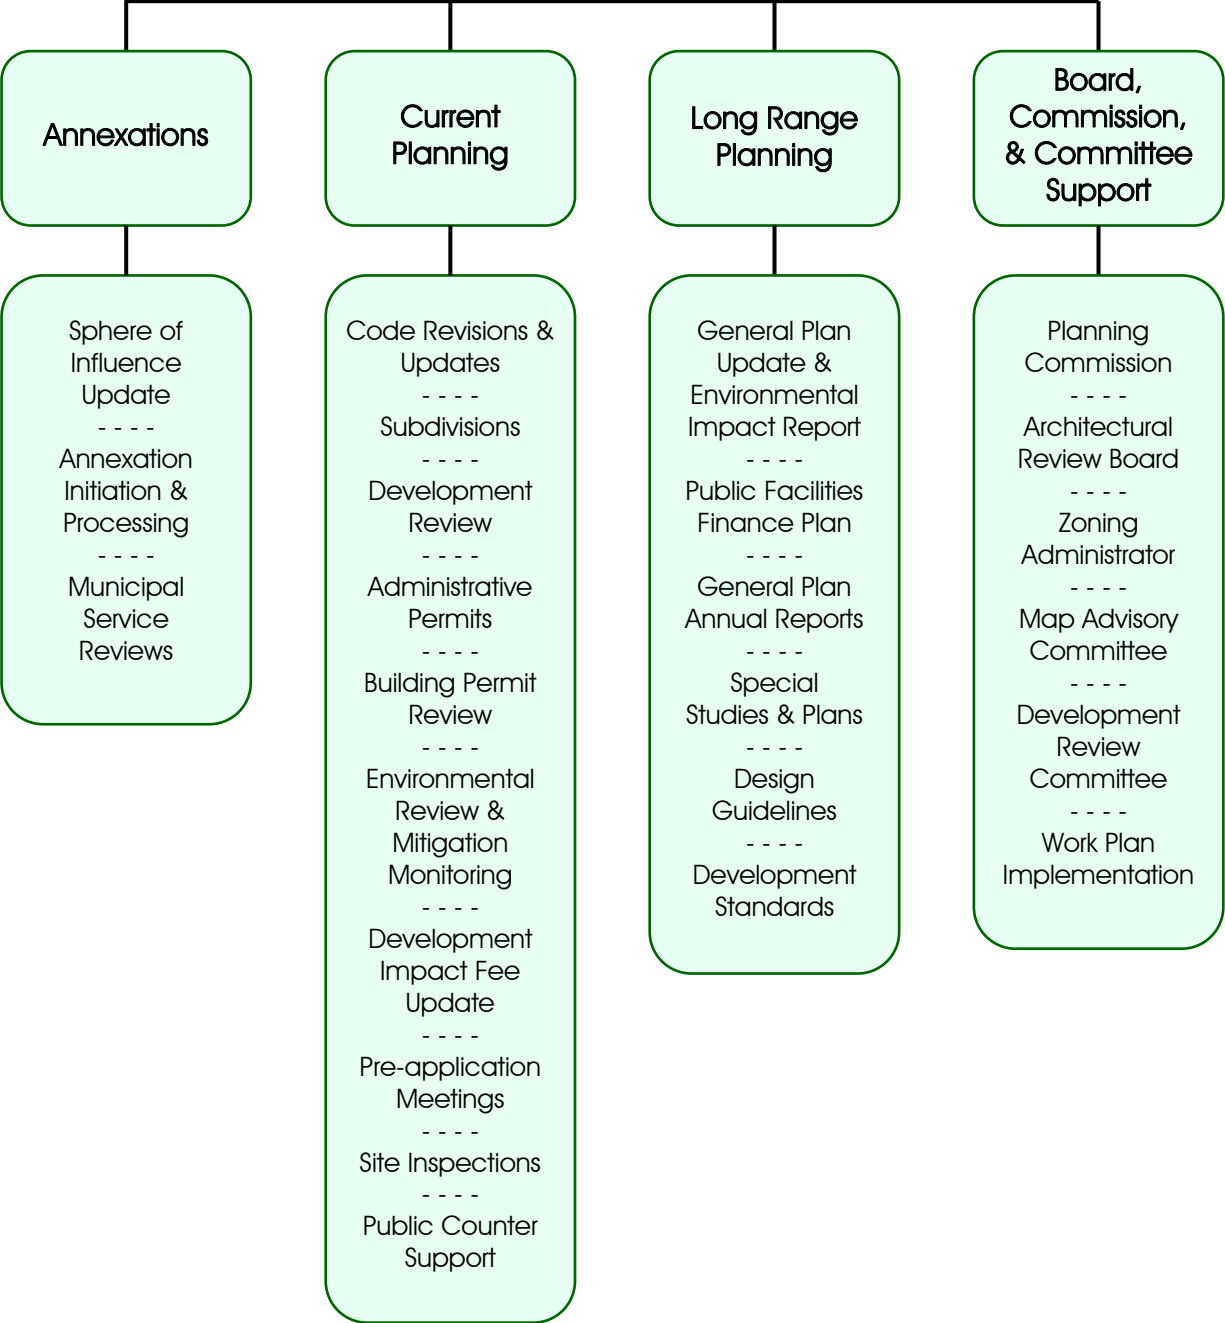 Annexations
Sphere of
Influence
Update
- - - -
Annexation
Initiation &
Processing
- - - -
Municipal
Service
Reviews
Current
Planning
Code Revisions &
Updates
- - - -
Subdivisions
- - - -
Development
Review
- - - -
Administrative
Permits
- - - -
Building Permit
Review
- - - -
Environmental
Review &
Mitigation
Monitoring
- - - -
Development
Impact Fee
Update
- - - -
Pre-application
Meetings
- - - -
Site Inspections
- - - -
Public Counter
Support
Long Range
Planning
General Plan
Update &
Environmental
Impact Report
- - - -
Public Facilities
Finance Plan
- - - -
General Plan
Annual Reports
- - - -
Special
Studies & Plans
- - - -
Design
Guidelines
- - - -
Development
Standards
Board,
Commission,
& Committee
Support
Planning
Commission
- - - -
Architectural
Review Board
- - - -
Zoning
Administrator
- - - -
Map Advisory
Committee
- - - -
Development
Review
Committee
- - - -
Work Plan
Implementation